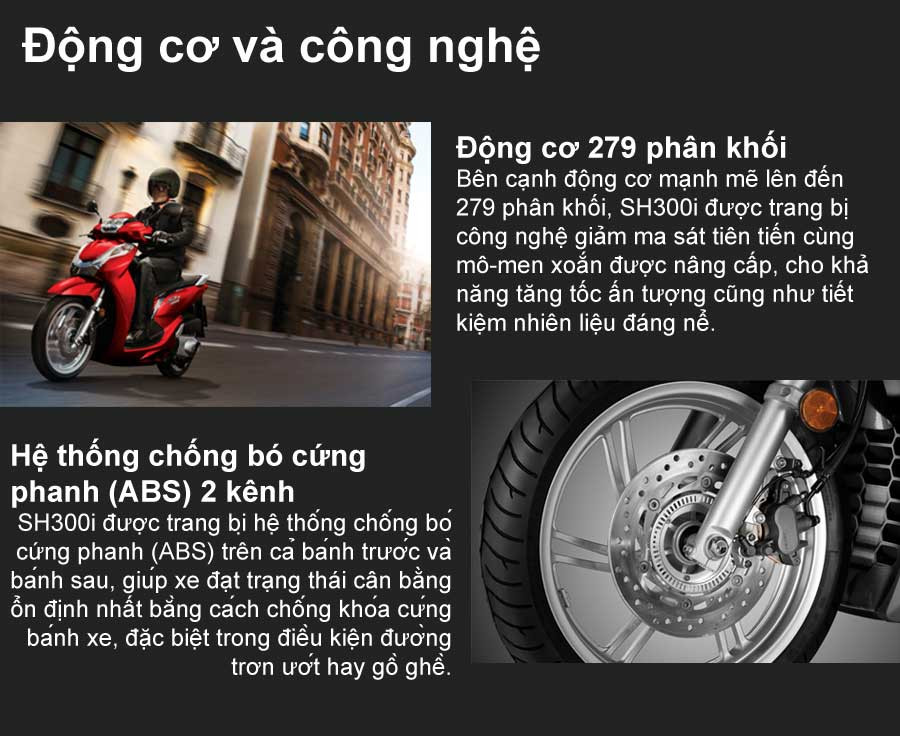 Động cơ và công nghệ
Động cơ 279 phân khối
Bên cạnh động cơ mạnh mẽ lên đến
279 phân khối, SH300i được trang bị
công nghệ giảm ma sát tiên tiến cùng
mô-men xoắn được nâng cấp, cho khả
năng tăng tốc ấn tượng cũng như tiết
kiệm nhiên liệu đáng nể.
Hệ thống chống bó cứng
phanh (ABS) 2 kênh
SH300i được trang bi hệ thống chống bó
cứng phanh (ABS) trên cả bánh trước và
bánh sau, giúp xe đạt trạng thái cân bằng
ổn định nhất bằng cách chống khóa cứng
bánh xe, đặc biệt trong điều kiện đường
trơn ướt hay gồ ghề.